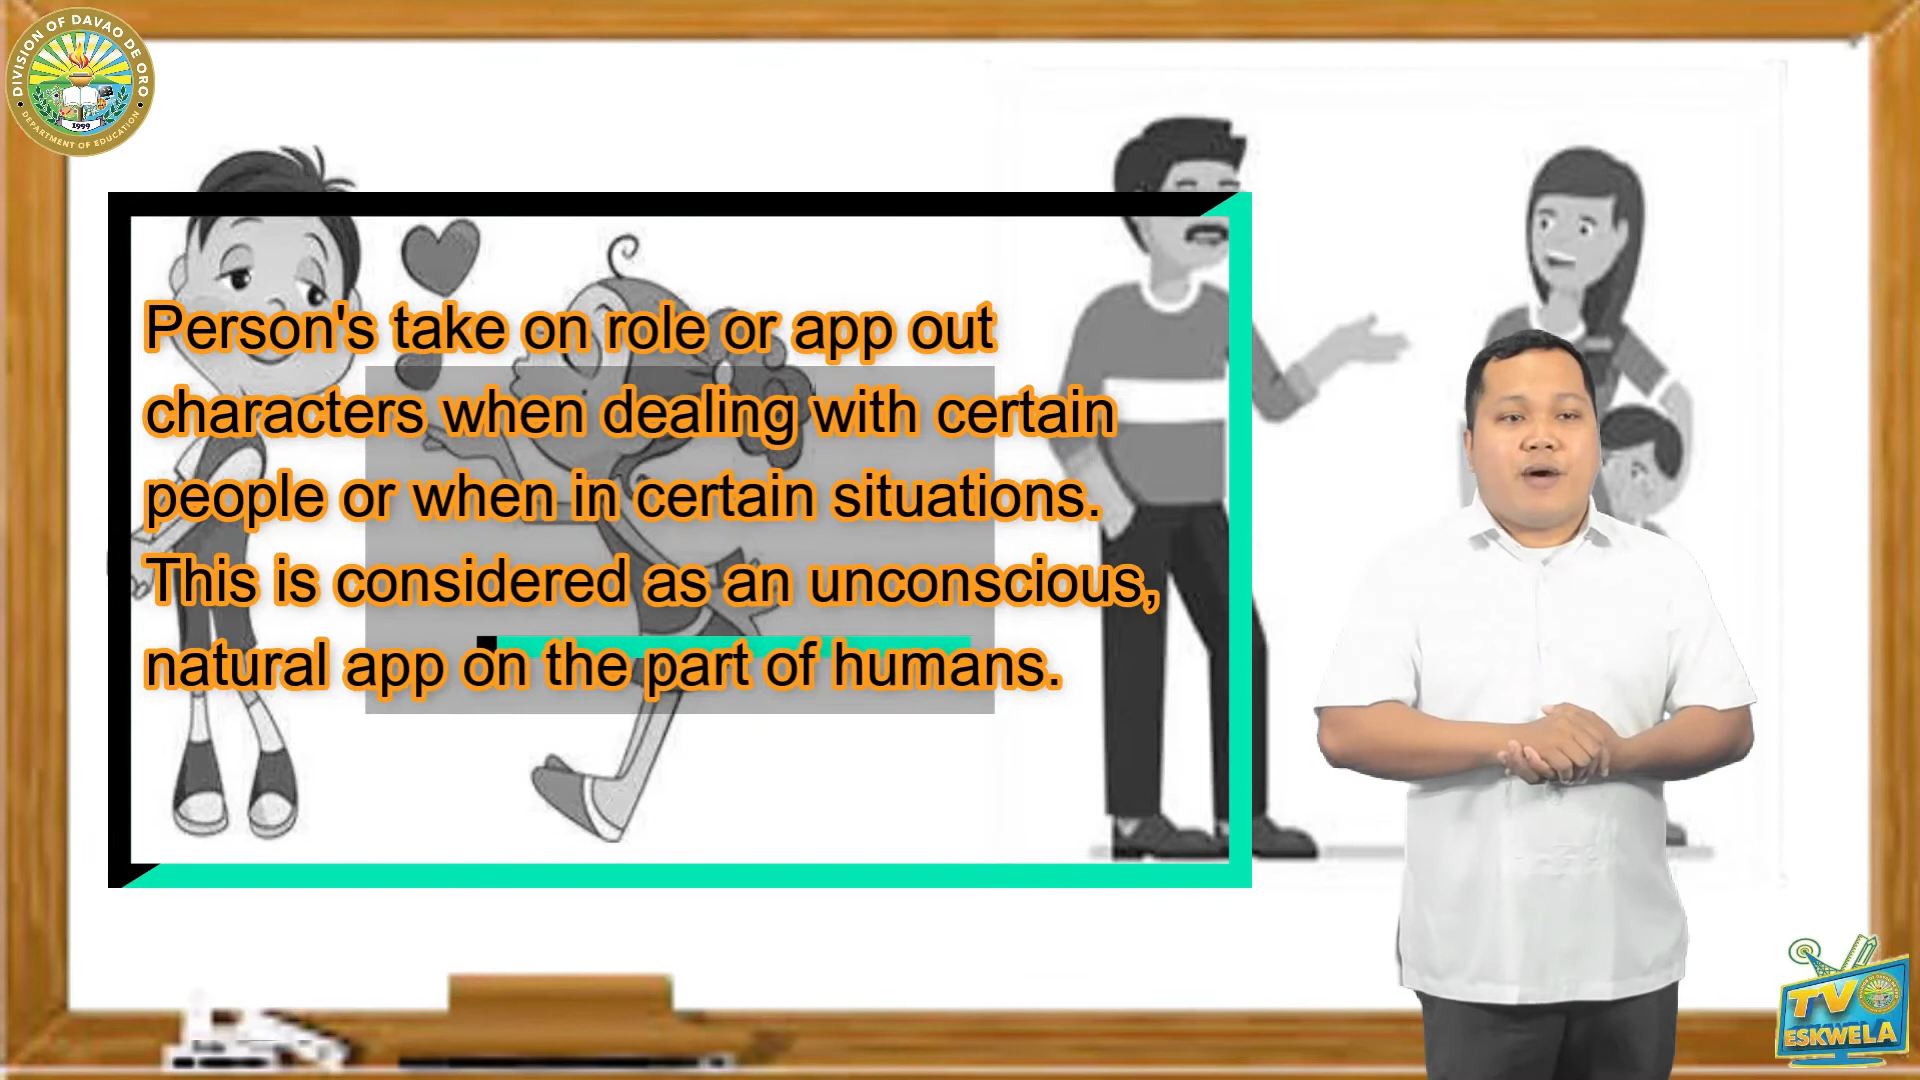 DIVISION OF DAVAO DE ORO
DEPARTMENT OF EDUCATION
1999
Person's take on role or app out
characters when dealing with certain
people or when in certain situations.
This is considered as an unconscious,
natural app on the part of humans.
TV
ESKWELA